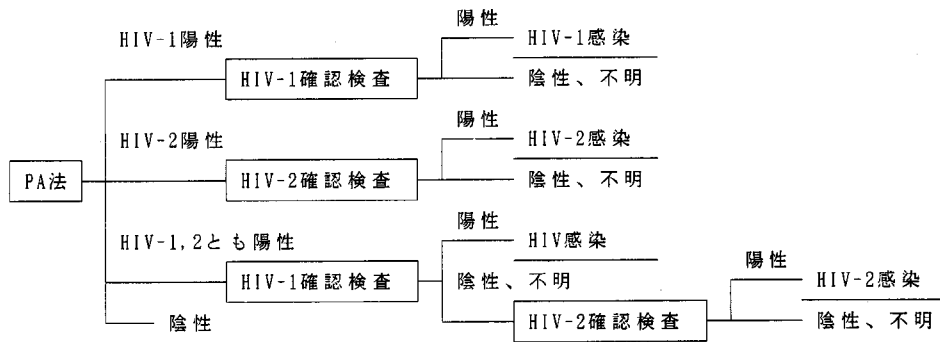 HIV-1陽性
陽性
HIV-1感染
HIV-1確認検査
陰性、不明
HIV-2陽性
陽性
HIV-2感染
PA法
HIV-2確認検査
陰性、不明
HIV-1,2とも陽性
陽性
HIV感染
HIV-1確認検査
陰性、不明
陽性
HIV-2感染
陰性
HIV-2確認検査
陰性、不明